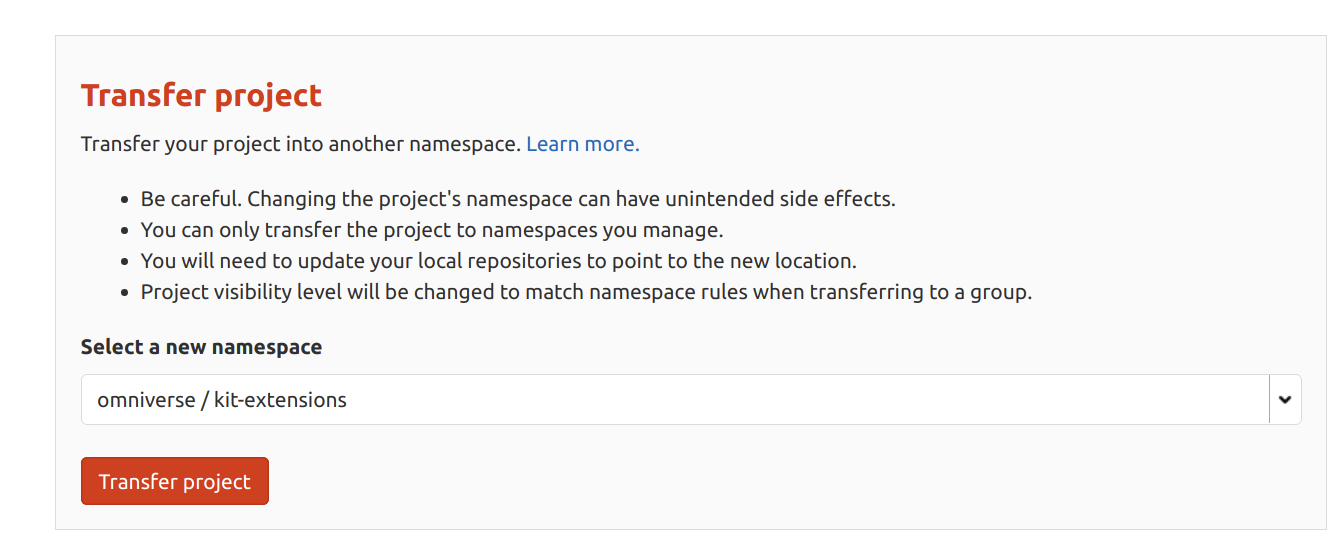 Transfer project
Transfer your project into another namespace. Learn more.
• Be careful. Changing the project's namespace can have unintended side effects.
• You can only transfer the project to namespaces you manage.
• You will need to update your local repositories to point to the new location.
• Project visibility level will be changed to match namespace rules when transferring to a group.
Select a new namespace
omniverse / kit-extensions
Transfer project